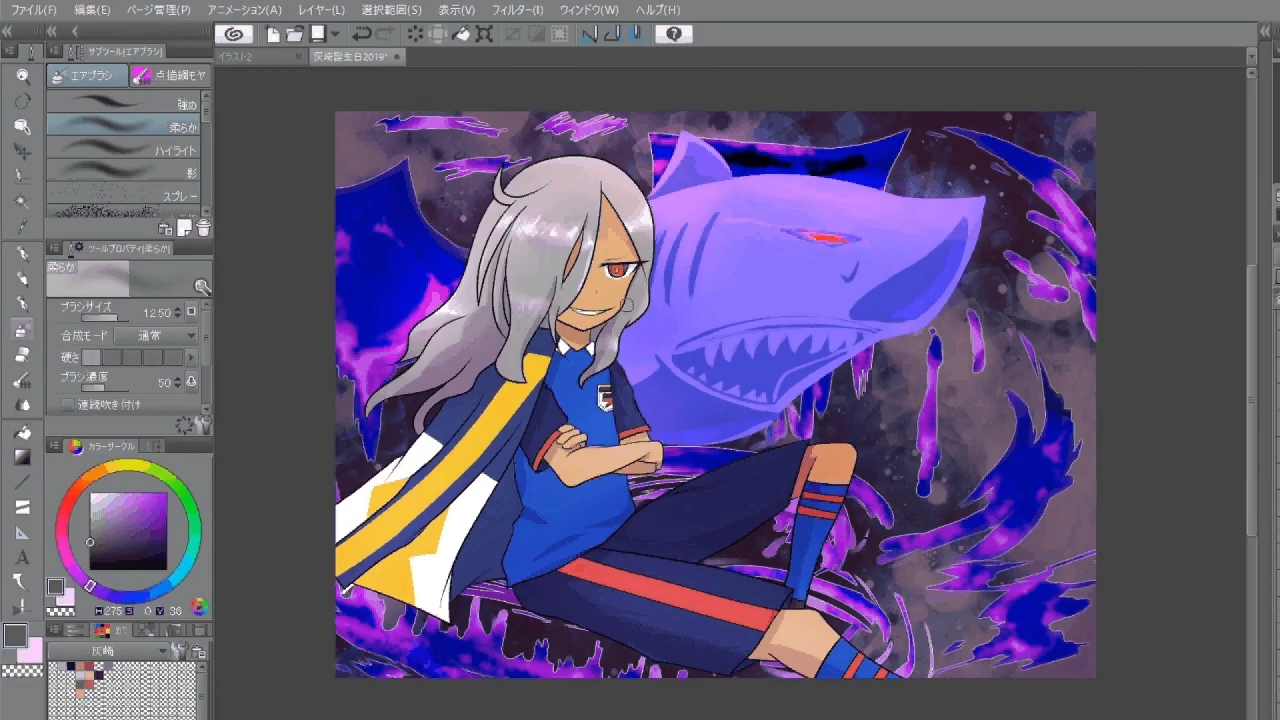 ファイル(F) 編集(E) ページ管理(P) アニメーション(A) レイヤー(L) 選択範囲(S) 表示(V) フィルター(I) ウィンドウ(W) ヘルプ(H)
サブツール[エアブラシ]
イラスト2
灰崎誕生日2019*
エアブラシ
点描網モヤ
強め
柔らか
ハイライト
影
スプレー
ツールプロパティ[柔らか]
柔らか
ブラシサイズ 1250
合成モード 通常
硬さ
ブラシ濃度 50
連続吹き付け
カラーサークル
H 275 S 0 V 36
カラ
灰崎